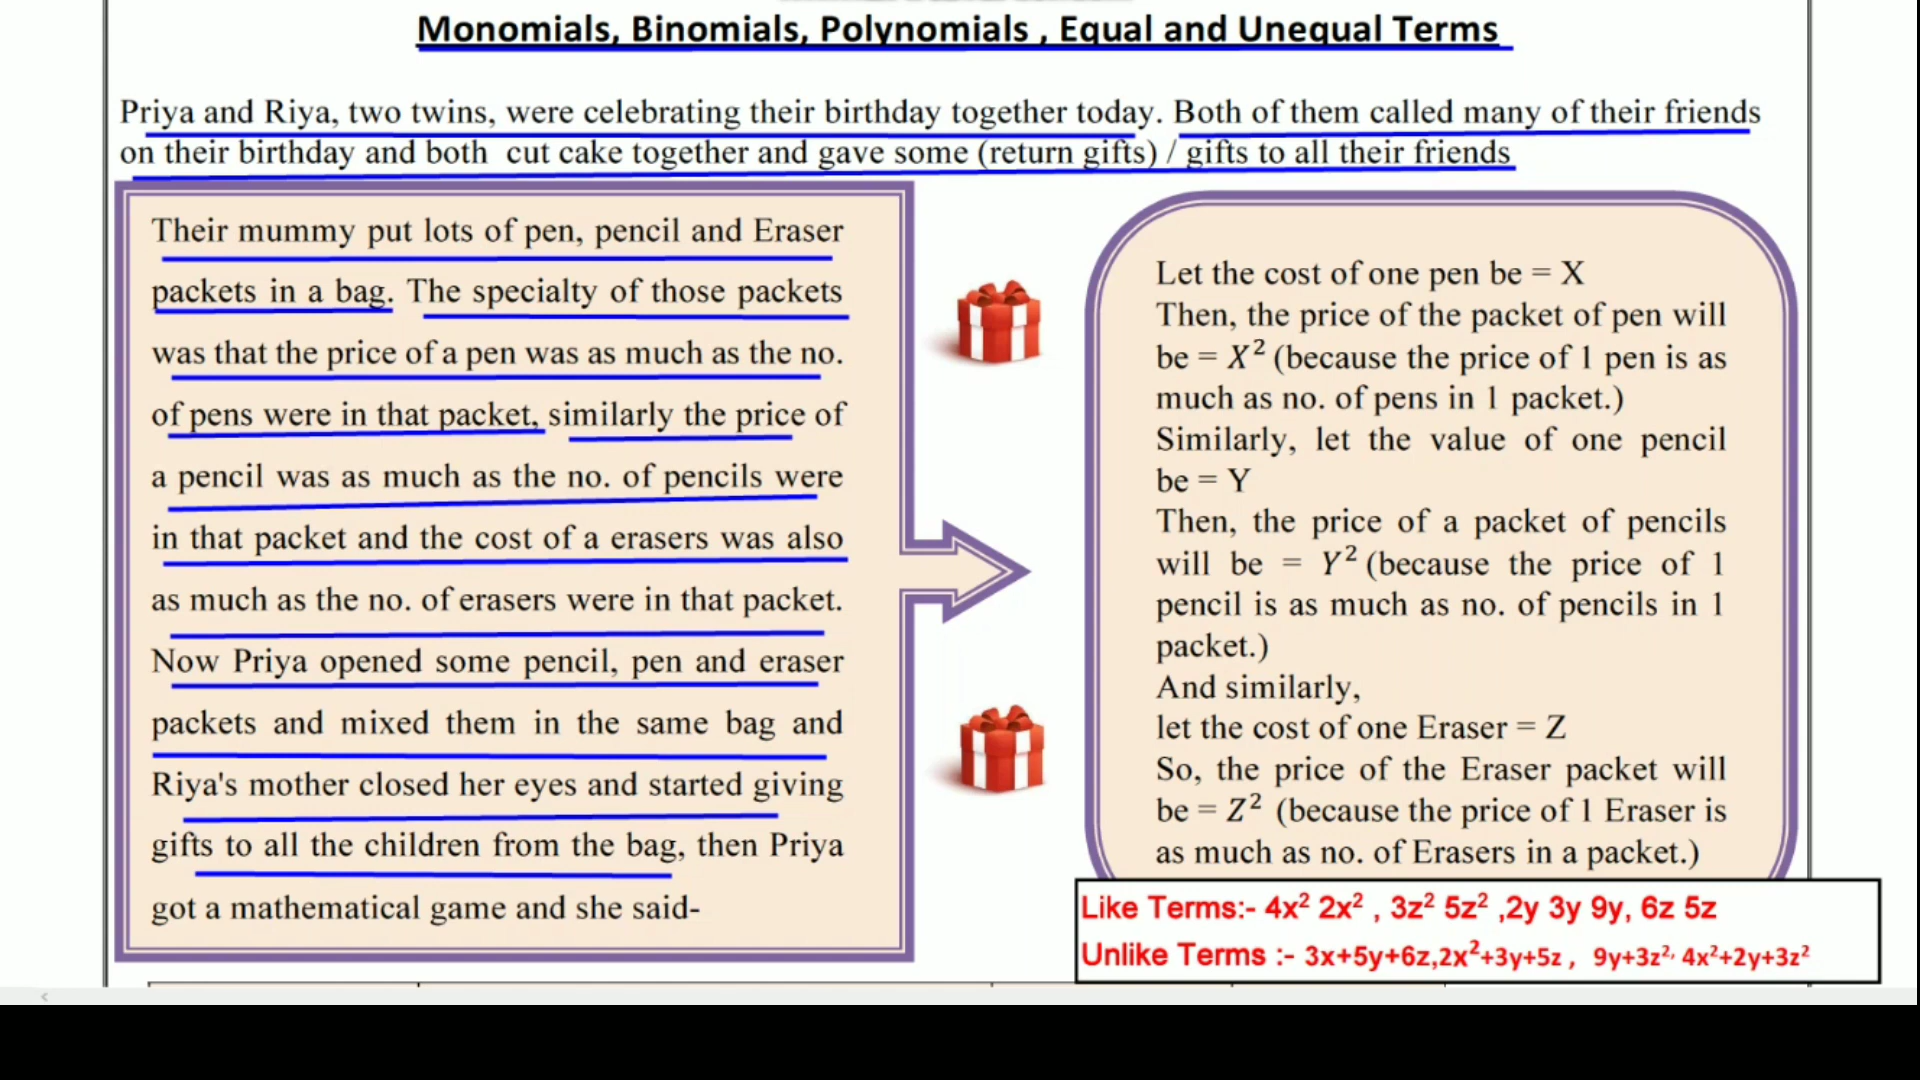 Monomials, Binomials, Polynomials , Equal and Unequal Terms
Priya and Riya, two twins, were celebrating their birthday together today. Both of them called many of their friends
on their birthday and both cut cake together and gave some (return gifts) / gifts to all their friends
Their mummy put lots of pen, pencil and Eraser
packets in a bag. The specialty of those packets
was that the price of a pen was as much as the no.
of pens were in that packet, similarly the price of
a pencil was as much as the no. of pencils were
in that packet and the cost of a erasers was also
as much as the no. of erasers were in that packet.
Now Priya opened some pencil, pen and eraser
packets and mixed them in the same bag and
Riya's mother closed her eyes and started giving
gifts to all the children from the bag, then Priya
got a mathematical game and she said-
Let the cost of one pen be = X
Then, the price of the packet of pen will
be = X² (because the price of 1 pen is as
much as no. of pens in 1 packet.)
Similarly, let the value of one pencil
be = Y
Then, the price of a packet of pencils
will be = Y² (because the price of 1
pencil is as much as no. of pencils in 1
packet.)
And similarly,
let the cost of one Eraser = Z
So, the price of the Eraser packet will
be = Z² (because the price of 1 Eraser is
as much as no. of Erasers in a packet.)
Like Terms:- 4x² 2x² , 3z² 5z² ,2y 3y 9y, 6z 5z
Unlike Terms :- 3x+5y+6z,2x²+3y+5z , 9y+3z², 4x²+2y+3z²